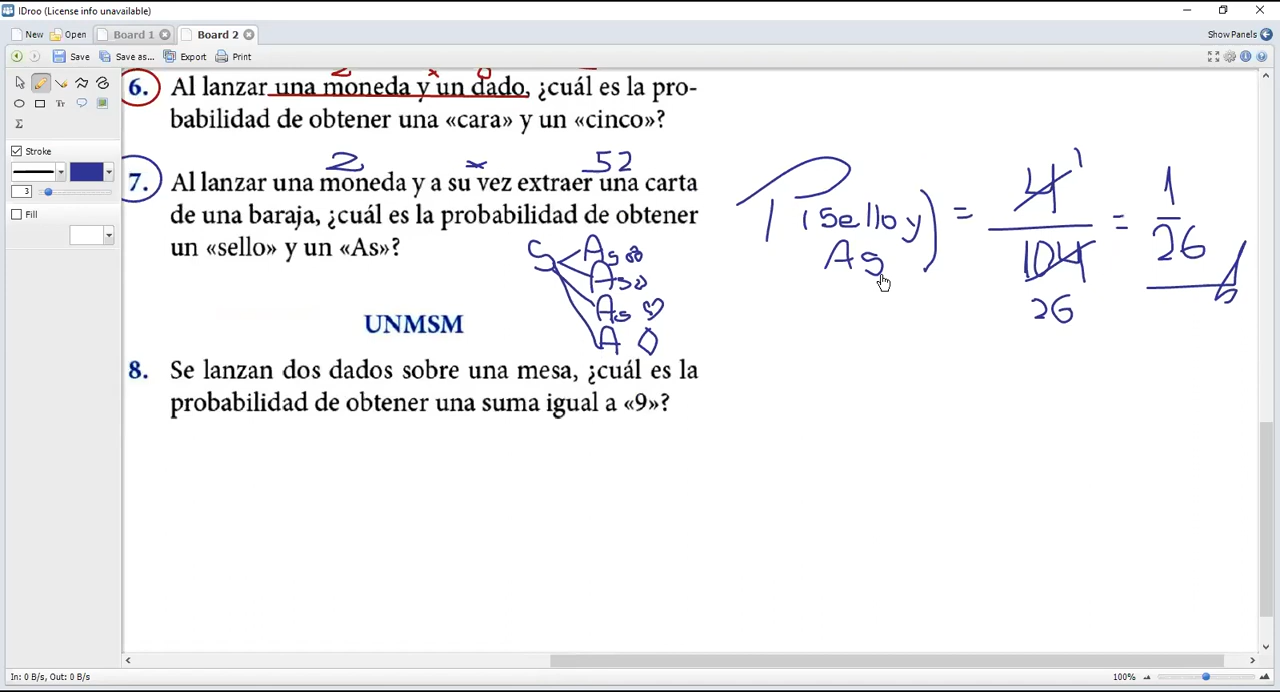 IDroo (License info unavailable)
New Open Board 1 Board 2 Show Panels
Save Save as... Export Print
2 x 6
6. Al lanzar una moneda y un dado, ¿cuál es la pro-
babilidad de obtener una «cara» y un «cinco»?
Stroke
2 x 52
3
7. Al lanzar una moneda y a su vez extraer una carta
de una baraja, ¿cuál es la probabilidad de obtener
un «sello» y un «As»?
Fill
S As
As
As
A
P(Sello y As) = 4/104 = 1/26
1
26
UNMSM
8. Se lanzan dos dados sobre una mesa, ¿cuál es la
probabilidad de obtener una suma igual a «9»?
In: 0 B/s, Out: 0 B/s 100%